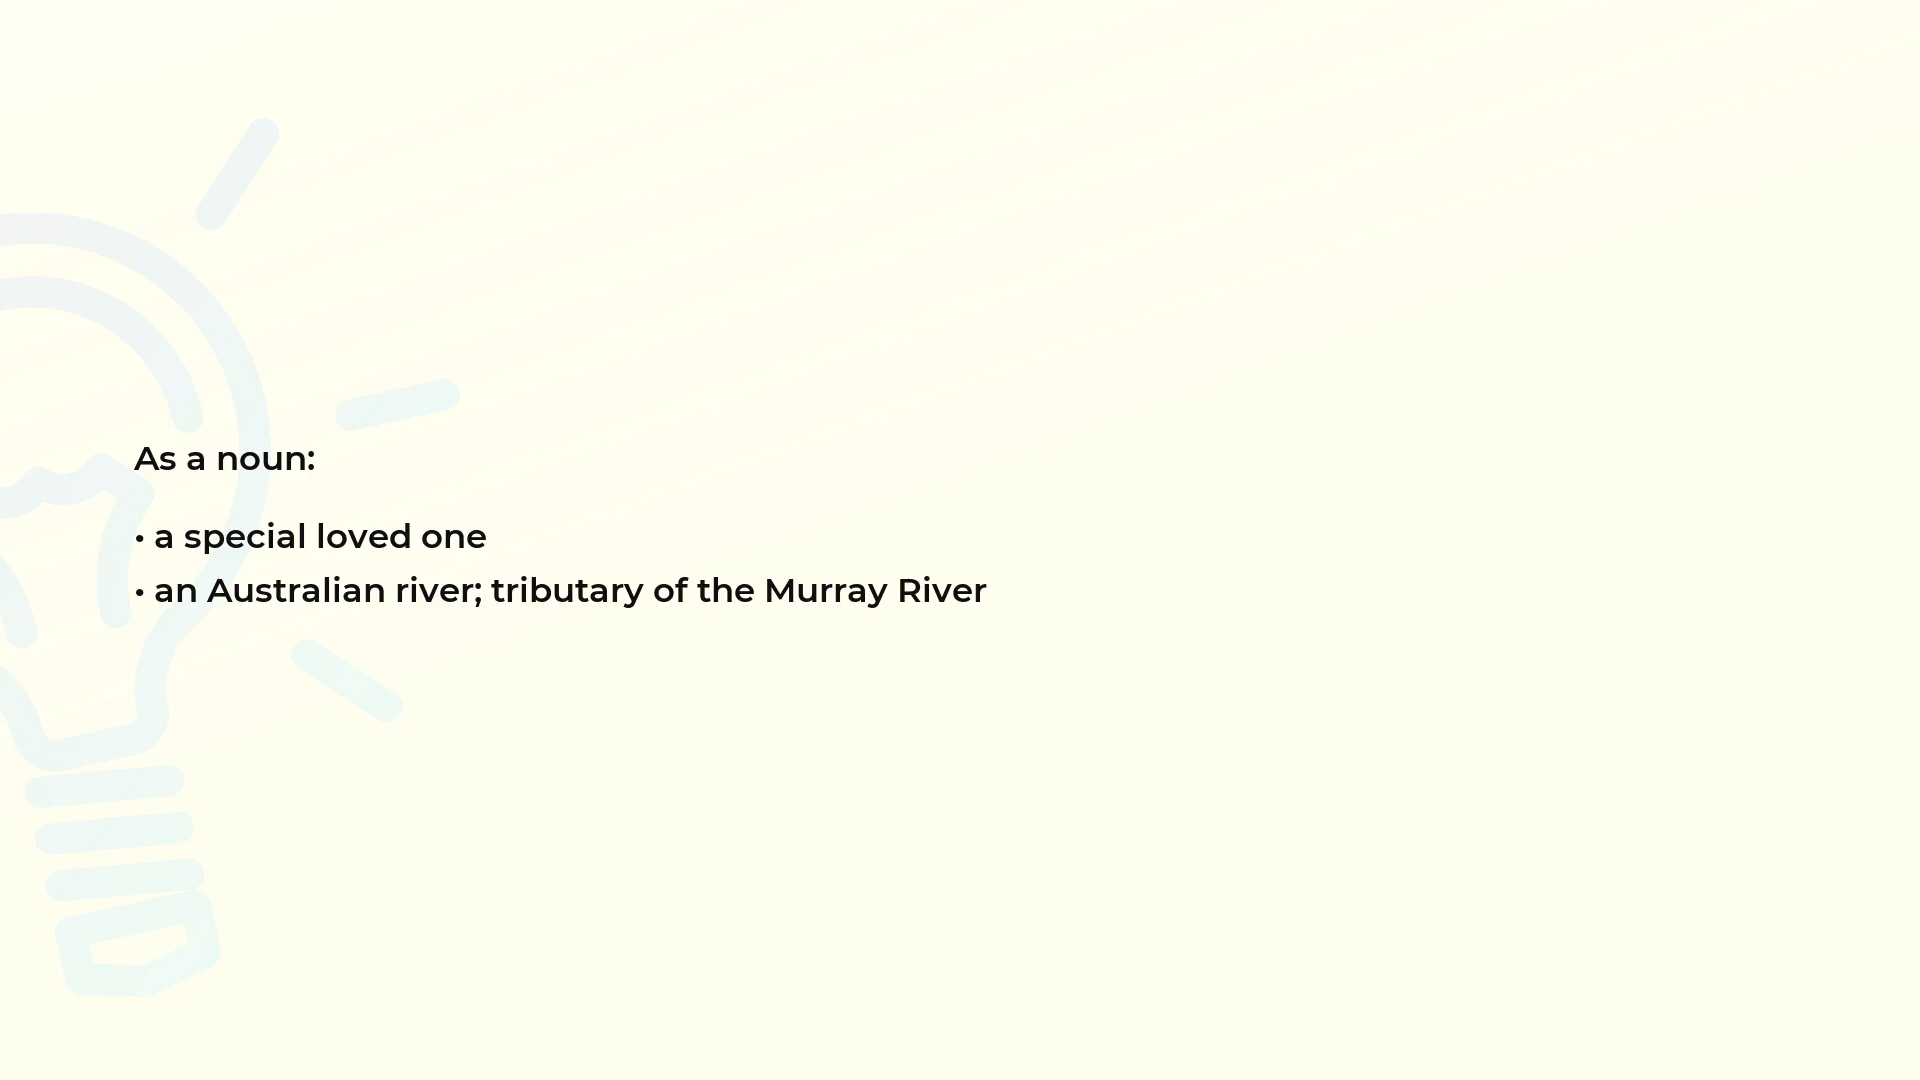 As a noun:
• a special loved one
• an Australian river; tributary of the Murray River